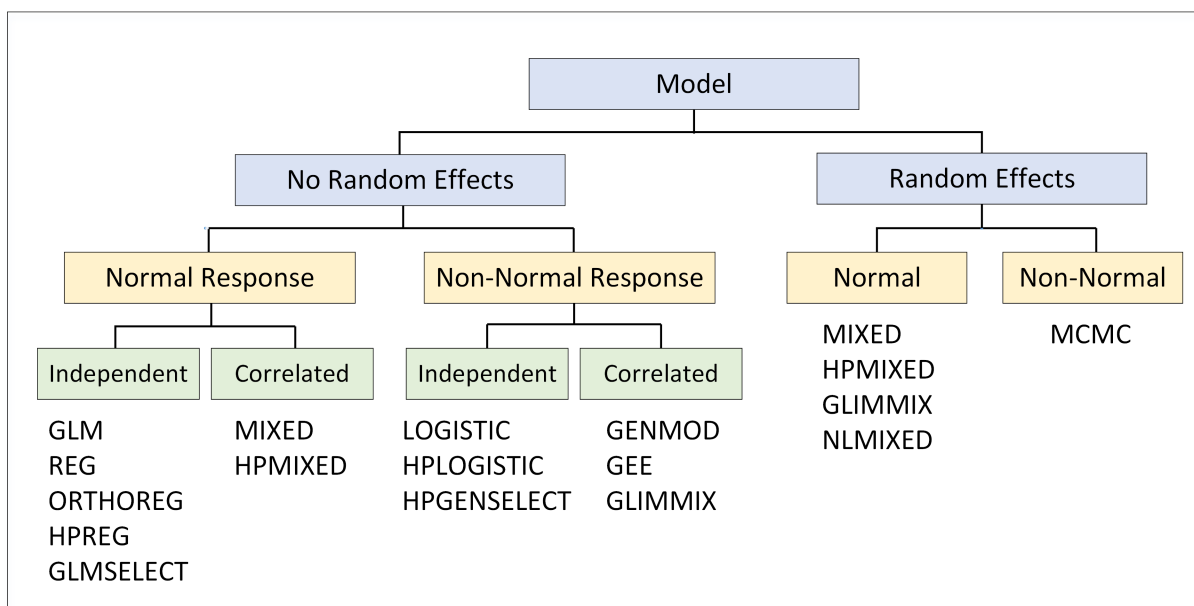 Model
No Random Effects
Random Effects
Normal Response
Non-Normal Response
Normal
Non-Normal
Independent
Correlated
Independent
Correlated
GLM
REG
ORTHOREG
HPREG
GLMSELECT
MIXED
HPMIXED
LOGISTIC
HPLOGISTIC
HPGENSELECT
GENMOD
GEE
GLIMMIX
MIXED
HPMIXED
GLIMMIX
NLMIXED
MCMC